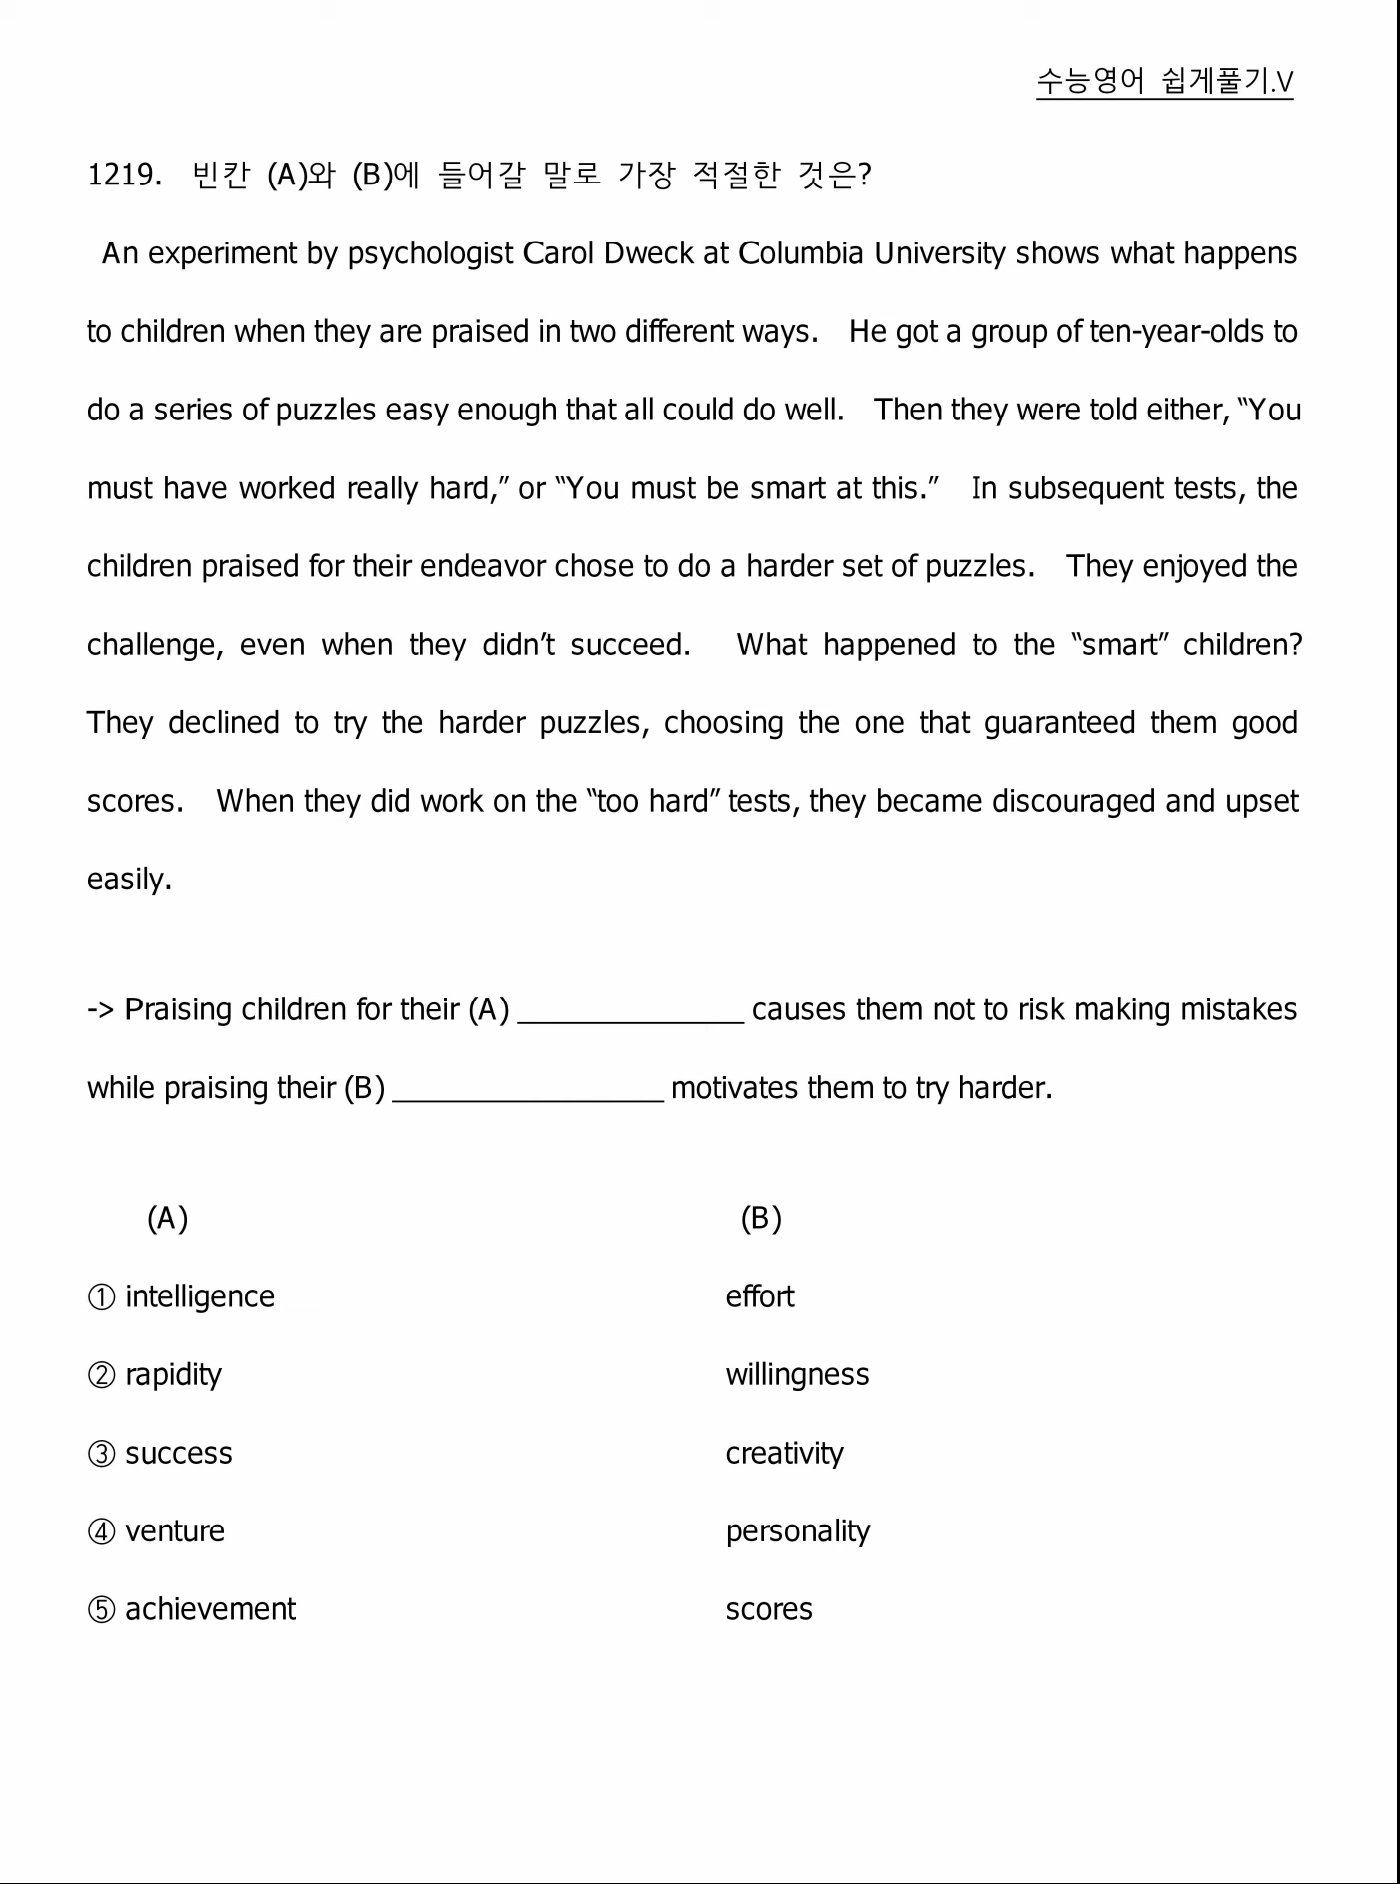 수능영어 쉽게풀기.V
1219. 빈칸 (A)와 (B)에 들어갈 말로 가장 적절한 것은?
An experiment by psychologist Carol Dweck at Columbia University shows what happens
to children when they are praised in two different ways. He got a group of ten-year-olds to
do a series of puzzles easy enough that all could do well. Then they were told either, “You
must have worked really hard,” or “You must be smart at this.” In subsequent tests, the
children praised for their endeavor chose to do a harder set of puzzles. They enjoyed the
challenge, even when they didn’t succeed. What happened to the “smart” children?
They declined to try the harder puzzles, choosing the one that guaranteed them good
scores. When they did work on the “too hard” tests, they became discouraged and upset
easily.
-> Praising children for their (A) ______________ causes them not to risk making mistakes
while praising their (B) _________________ motivates them to try harder.
(A) (B)
① intelligence effort
② rapidity willingness
③ success creativity
④ venture personality
⑤ achievement scores